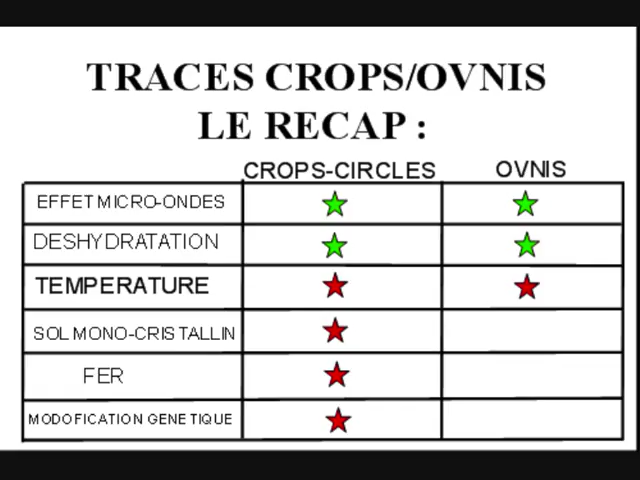 TRACES CROPS/OVNIS
LE RECAP :
CROPS-CIRCLES OVNIS
EFFET MICRO-ONDES
DESHYDRATATION
TEMPERATURE
SOL MONO-CRISTALLIN
FER
MODOFICATION GENETIQUE